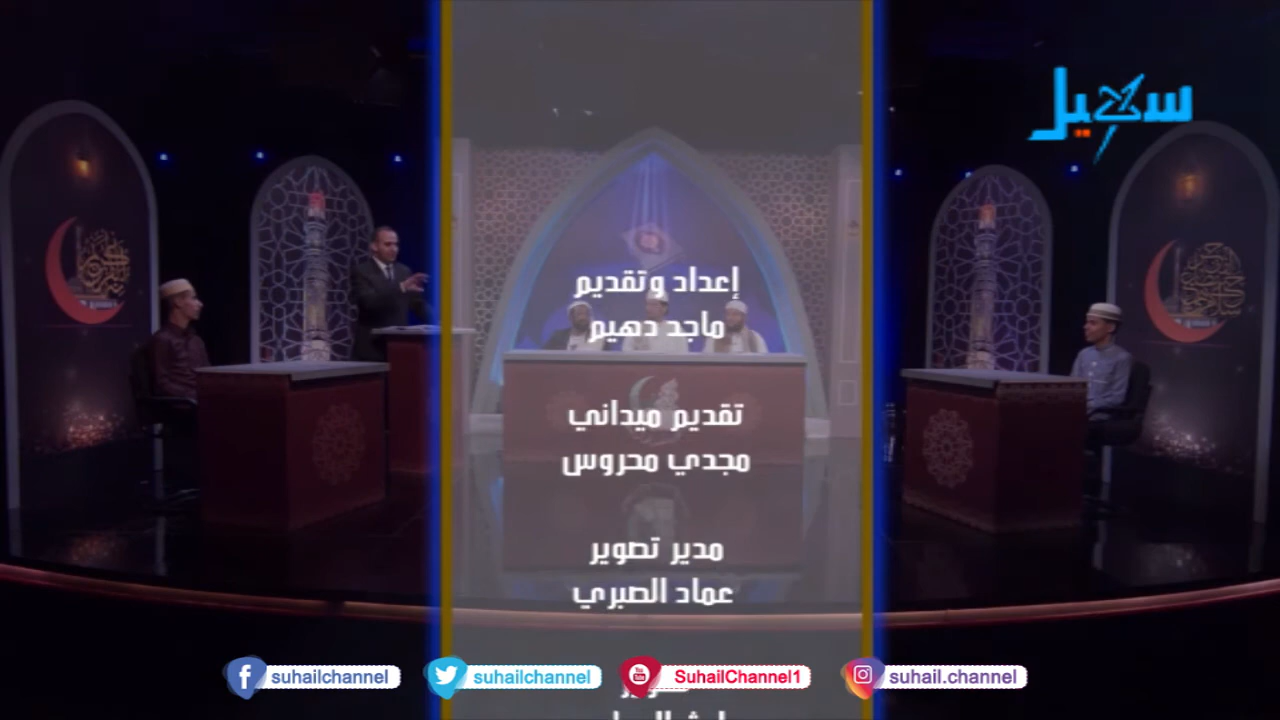 سهيل
إعداد وتقديم
ماجد دهيم
تقديم ميداني
مجدي محروس
مدير تصوير
عماد الصبري
suhailchannel
suhailchannel
SuhailChannel1
suhail.channel